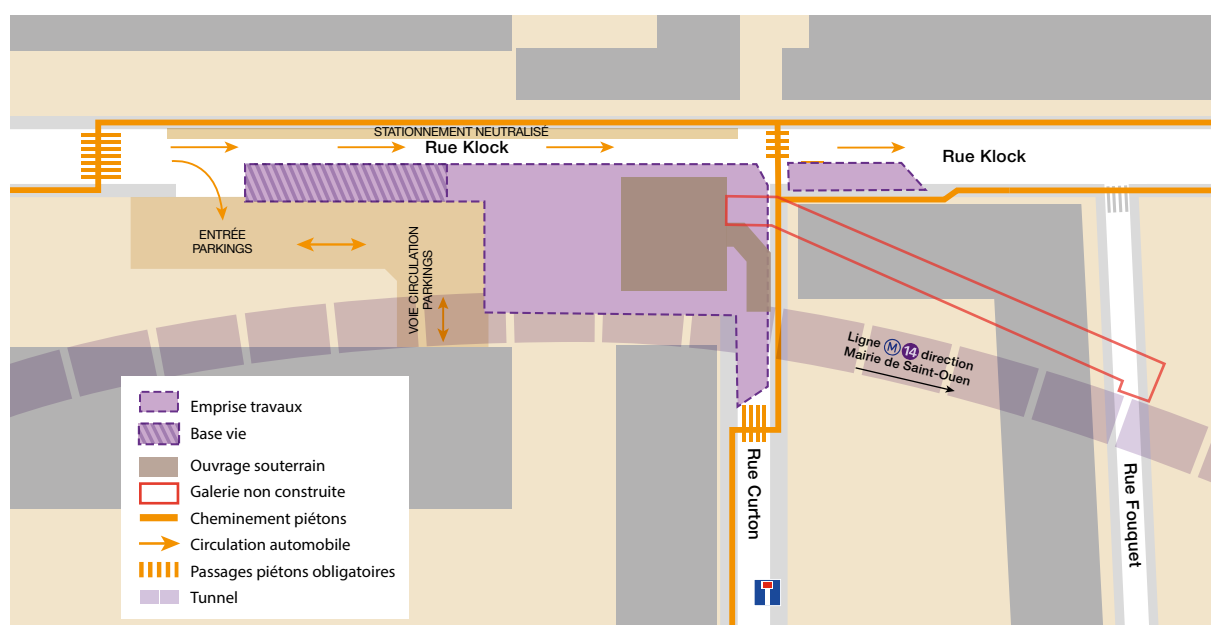 STATIONNEMENT NEUTRALISÉ
Rue Klock
Rue Klock
ENTRÉE
PARKINGS
VOIE CIRCULATION
PARKINGS
Ligne M 14 direction
Mairie de Saint-Ouen
Rue Curton
Rue Fouquet
Emprise travaux
Base vie
Ouvrage souterrain
Galerie non construite
Cheminement piétons
Circulation automobile
Passages piétons obligatoires
Tunnel